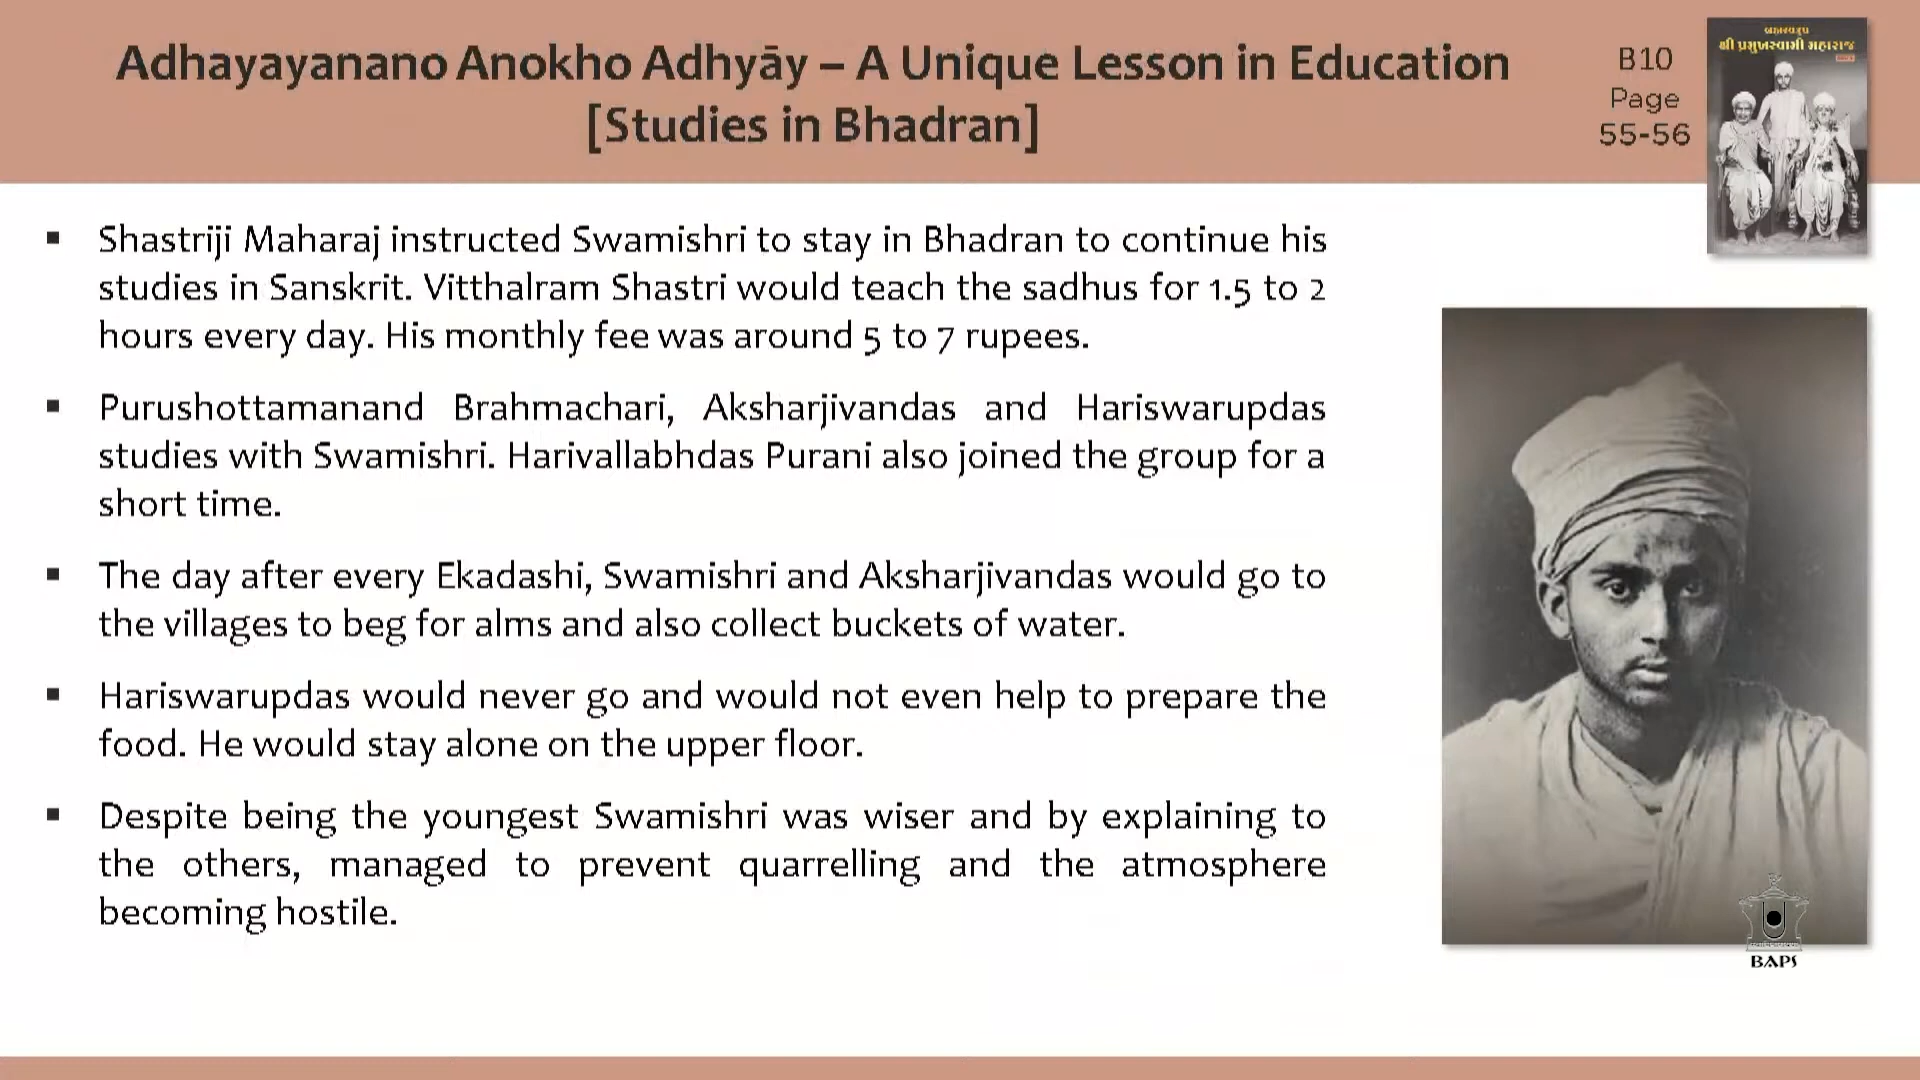 Adhayayanano Anokho Adhyāy – A Unique Lesson in Education
[Studies in Bhadran]
B10
Page
55-56
બ્રહ્મસ્વરૂપ
શ્રી પ્રમુખસ્વામી મહારાજ
▪ Shastriji Maharaj instructed Swamishri to stay in Bhadran to continue his
studies in Sanskrit. Vitthalram Shastri would teach the sadhus for 1.5 to 2
hours every day. His monthly fee was around 5 to 7 rupees.
▪ Purushottamanand Brahmachari, Aksharjivandas and Hariswarupdas
studies with Swamishri. Harivallabhdas Purani also joined the group for a
short time.
▪ The day after every Ekadashi, Swamishri and Aksharjivandas would go to
the villages to beg for alms and also collect buckets of water.
▪ Hariswarupdas would never go and would not even help to prepare the
food. He would stay alone on the upper floor.
▪ Despite being the youngest Swamishri was wiser and by explaining to
the others, managed to prevent quarrelling and the atmosphere
becoming hostile.
BAPS